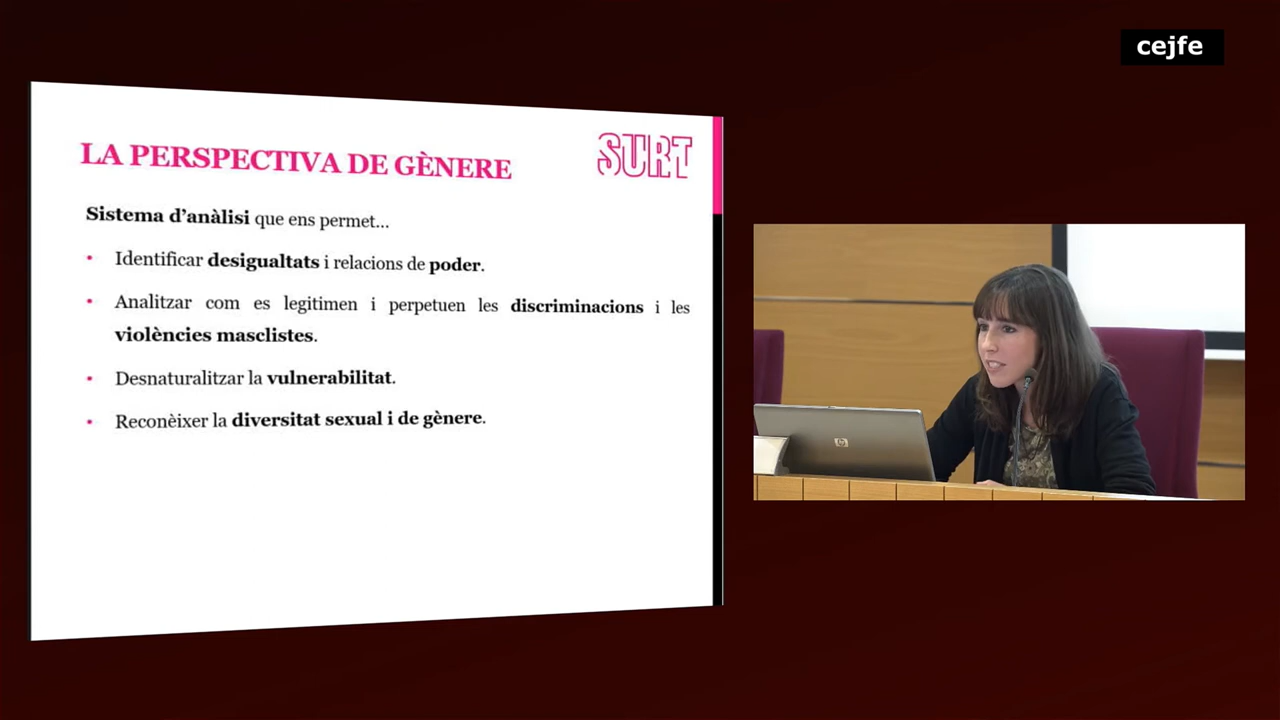 cejfe
SURT
LA PERSPECTIVA DE GÈNERE
Sistema d'anàlisi que ens permet...
• Identificar desigualtats i relacions de poder.
• Analitzar com es legitimen i perpetuen les discriminacions i les
violències masclistes.
• Desnaturalitzar la vulnerabilitat.
• Reconèixer la diversitat sexual i de gènere.
hp